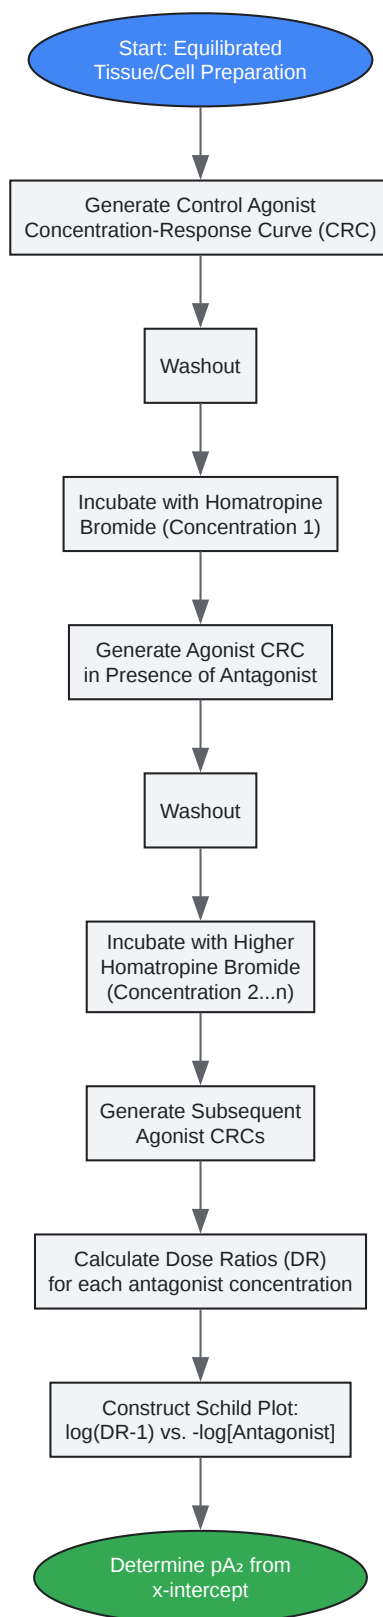 Start: Equilibrated
Tissue/Cell Preparation
Generate Control Agonist
Concentration-Response Curve (CRC)
Washout
Incubate with Homatropine
Bromide (Concentration 1)
Generate Agonist CRC
in Presence of Antagonist
Washout
Incubate with Higher
Homatropine Bromide
(Concentration 2...n)
Generate Subsequent
Agonist CRCs
Calculate Dose Ratios (DR)
for each antagonist concentration
Construct Schild Plot:
log(DR-1) vs. -log[Antagonist]
Determine pA₂ from
x-intercept